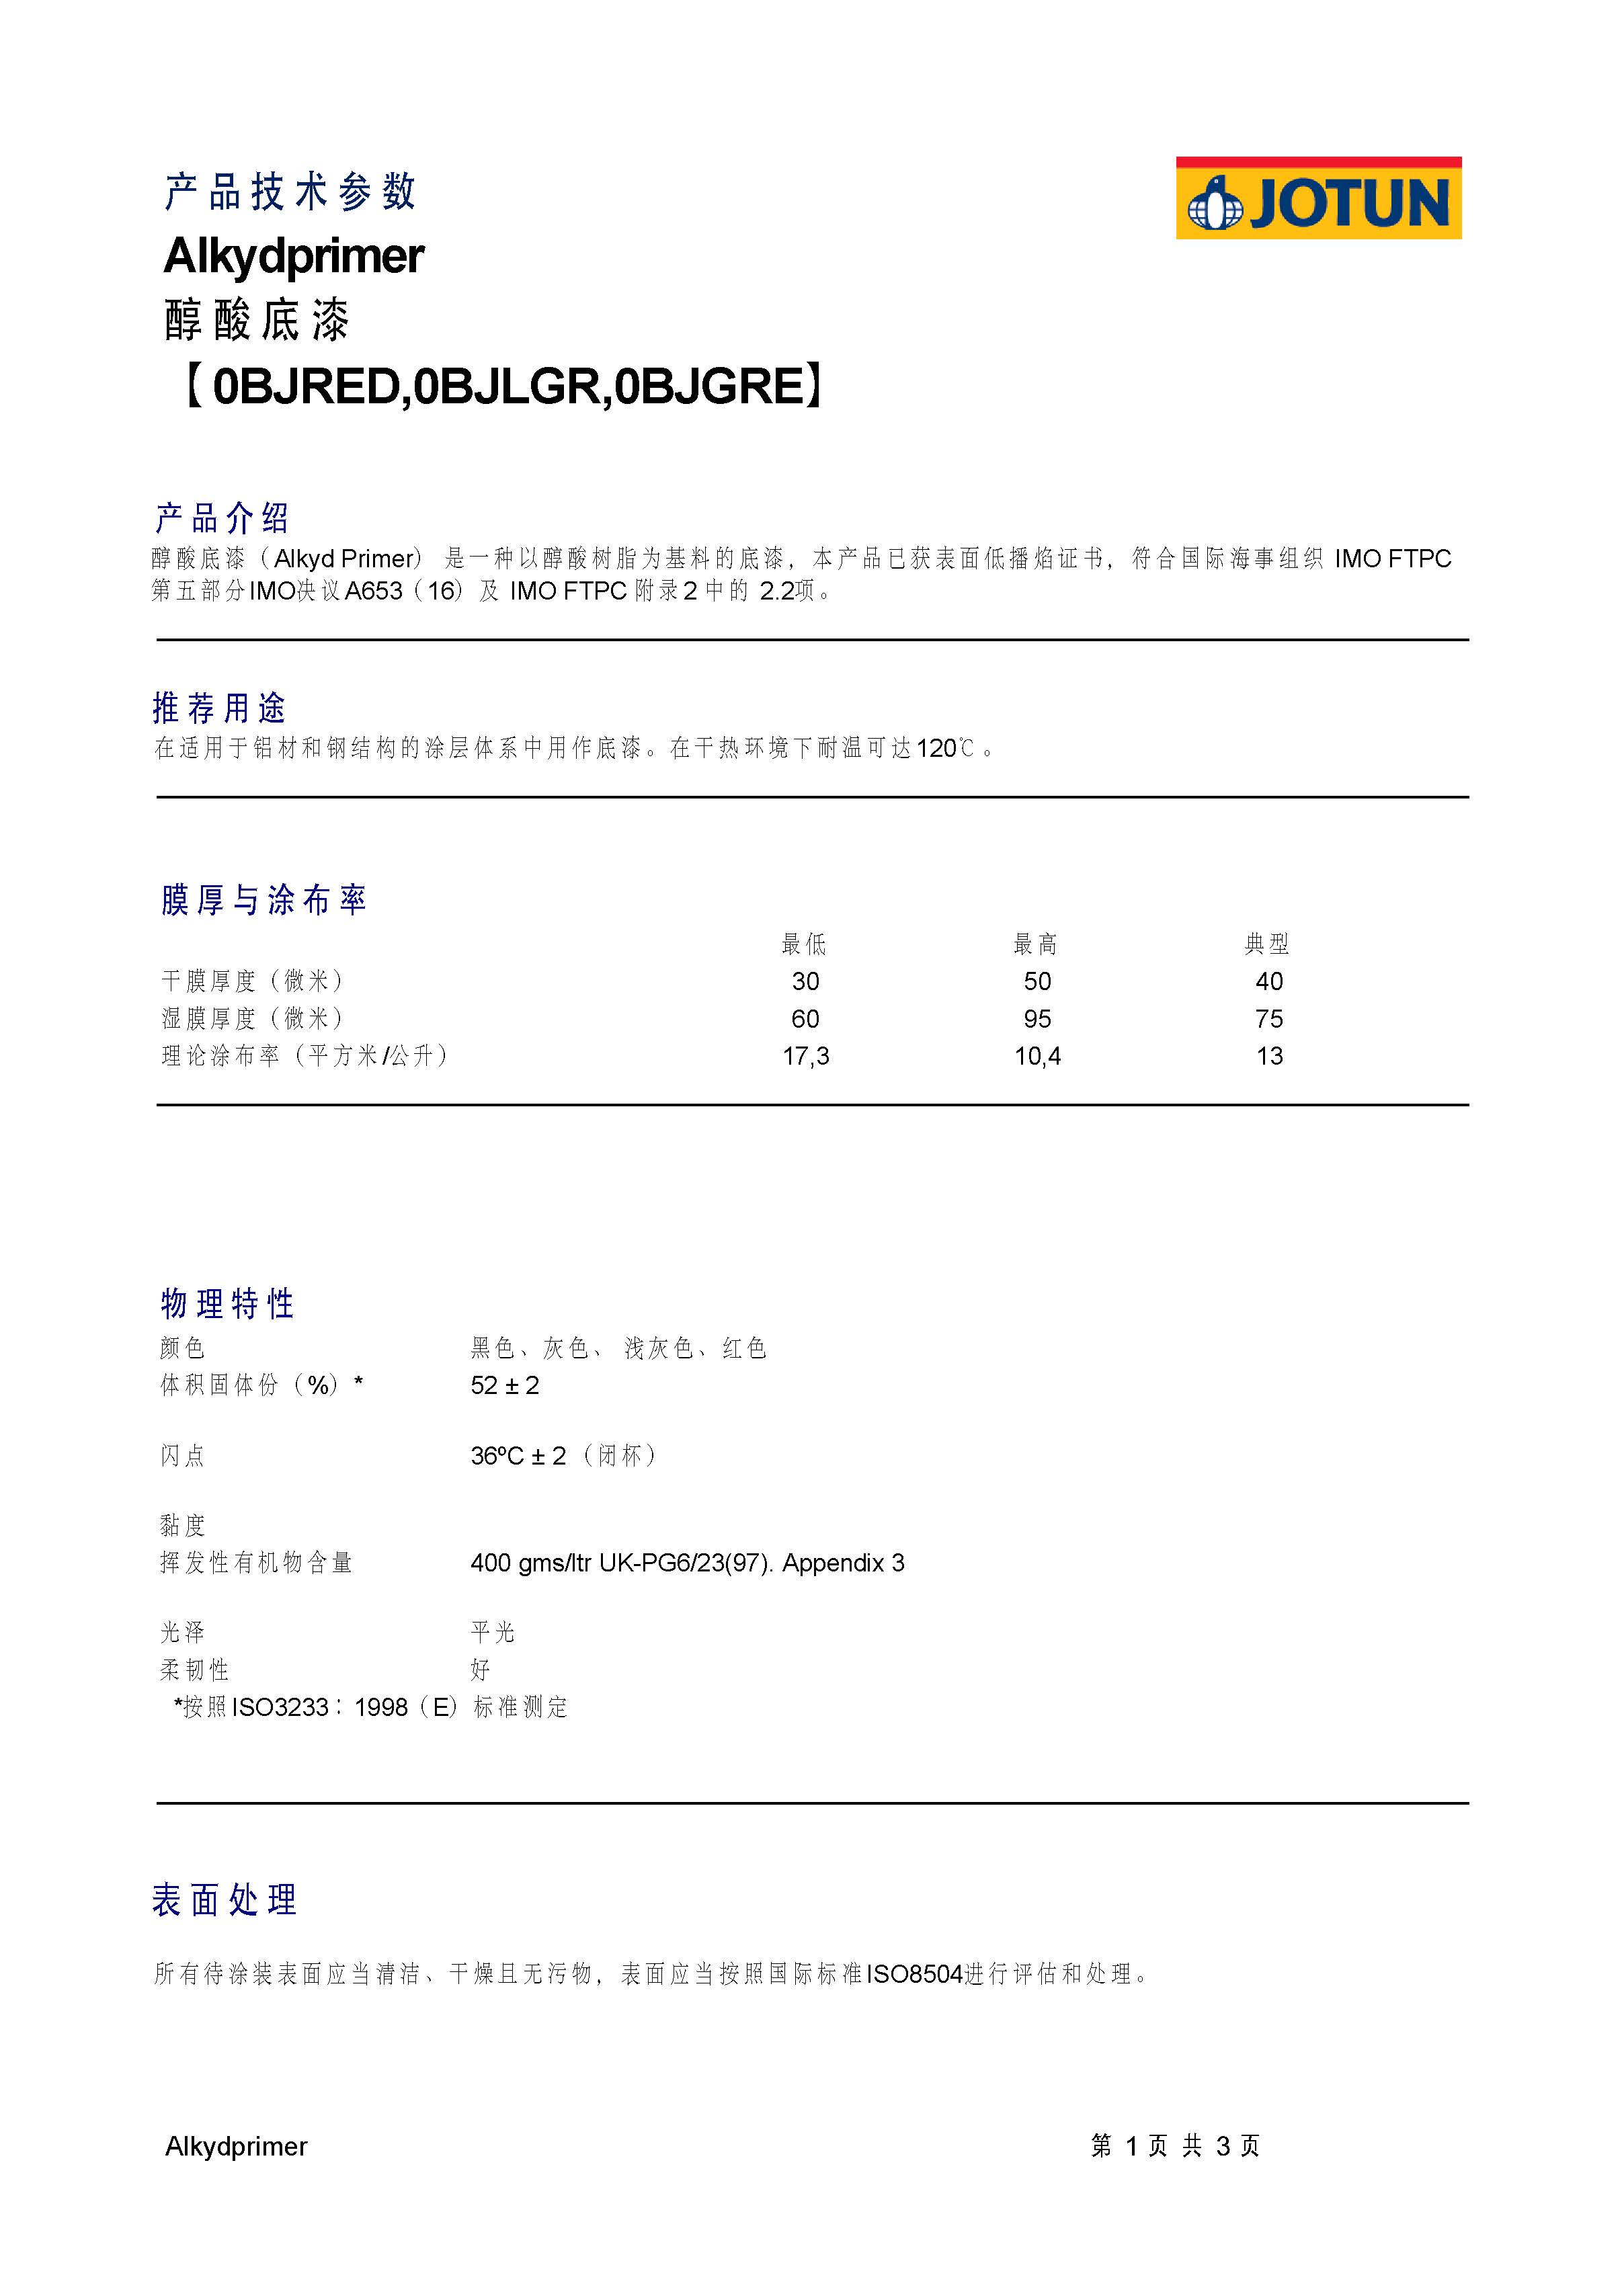 产品技术参数
JOTUN
Alkydprimer
醇酸底漆
【0BJRED,0BJLGR,0BJGRE】
产品介绍
醇酸底漆（Alkyd Primer） 是一种以醇酸树脂为基料的底漆，本产品已获表面低播焰证书，符合国际海事组织 IMO FTPC
第五部分IMO决议A653（16）及 IMO FTPC 附录2 中的 2.2项。
推荐用途
在适用于铝材和钢结构的涂层体系中用作底漆。在干热环境下耐温可达120℃。
膜厚与涂布率
最低 最高 典型
干膜厚度（微米） 30 50 40
湿膜厚度（微米） 60 95 75
理论涂布率（平方米/公升） 17,3 10,4 13
物理特性
颜色 黑色、灰色、 浅灰色、红色
体积固体份（%）* 52 ± 2
闪点 36ºC ± 2 （闭杯）
黏度
挥发性有机物含量 400 gms/ltr UK-PG6/23(97). Appendix 3
光泽 平光
柔韧性 好
*按照ISO3233：1998（E）标准测定
表面处理
所有待涂装表面应当清洁、干燥且无污物，表面应当按照国际标准ISO8504进行评估和处理。
Alkydprimer 第 1 页 共 3 页